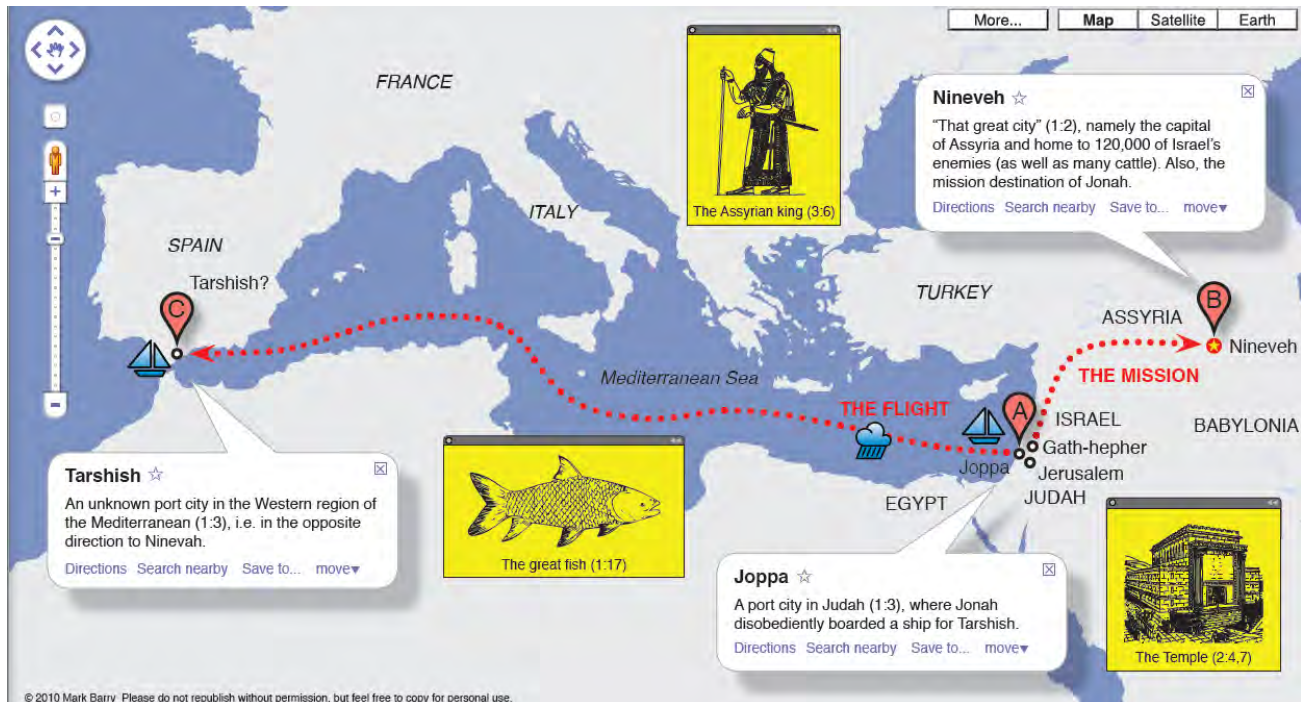 More...
Map
Satellite
Earth
FRANCE
ITALY
SPAIN
Tarshish?
C
The Assyrian king (3:6)
Nineveh ☆
“That great city” (1:2), namely the capital
of Assyria and home to 120,000 of Israel’s
enemies (as well as many cattle). Also, the
mission destination of Jonah.
Directions Search nearby Save to... move▾
TURKEY
ASSYRIA
B
Nineveh
THE MISSION
Mediterranean Sea
THE FLIGHT
A
ISRAEL
BABYLONIA
Gath-hepher
Joppa
Jerusalem
JUDAH
EGYPT
Tarshish ☆
An unknown port city in the Western region of
the Mediterranean (1:3), i.e. in the opposite
direction to Ninevah.
Directions Search nearby Save to... move▾
The great fish (1:17)
Joppa ☆
A port city in Judah (1:3), where Jonah
disobediently boarded a ship for Tarshish.
Directions Search nearby Save to... move▾
The Temple (2:4,7)
© 2010 Mark Barry Please do not republish without permission, but feel free to copy for personal use.